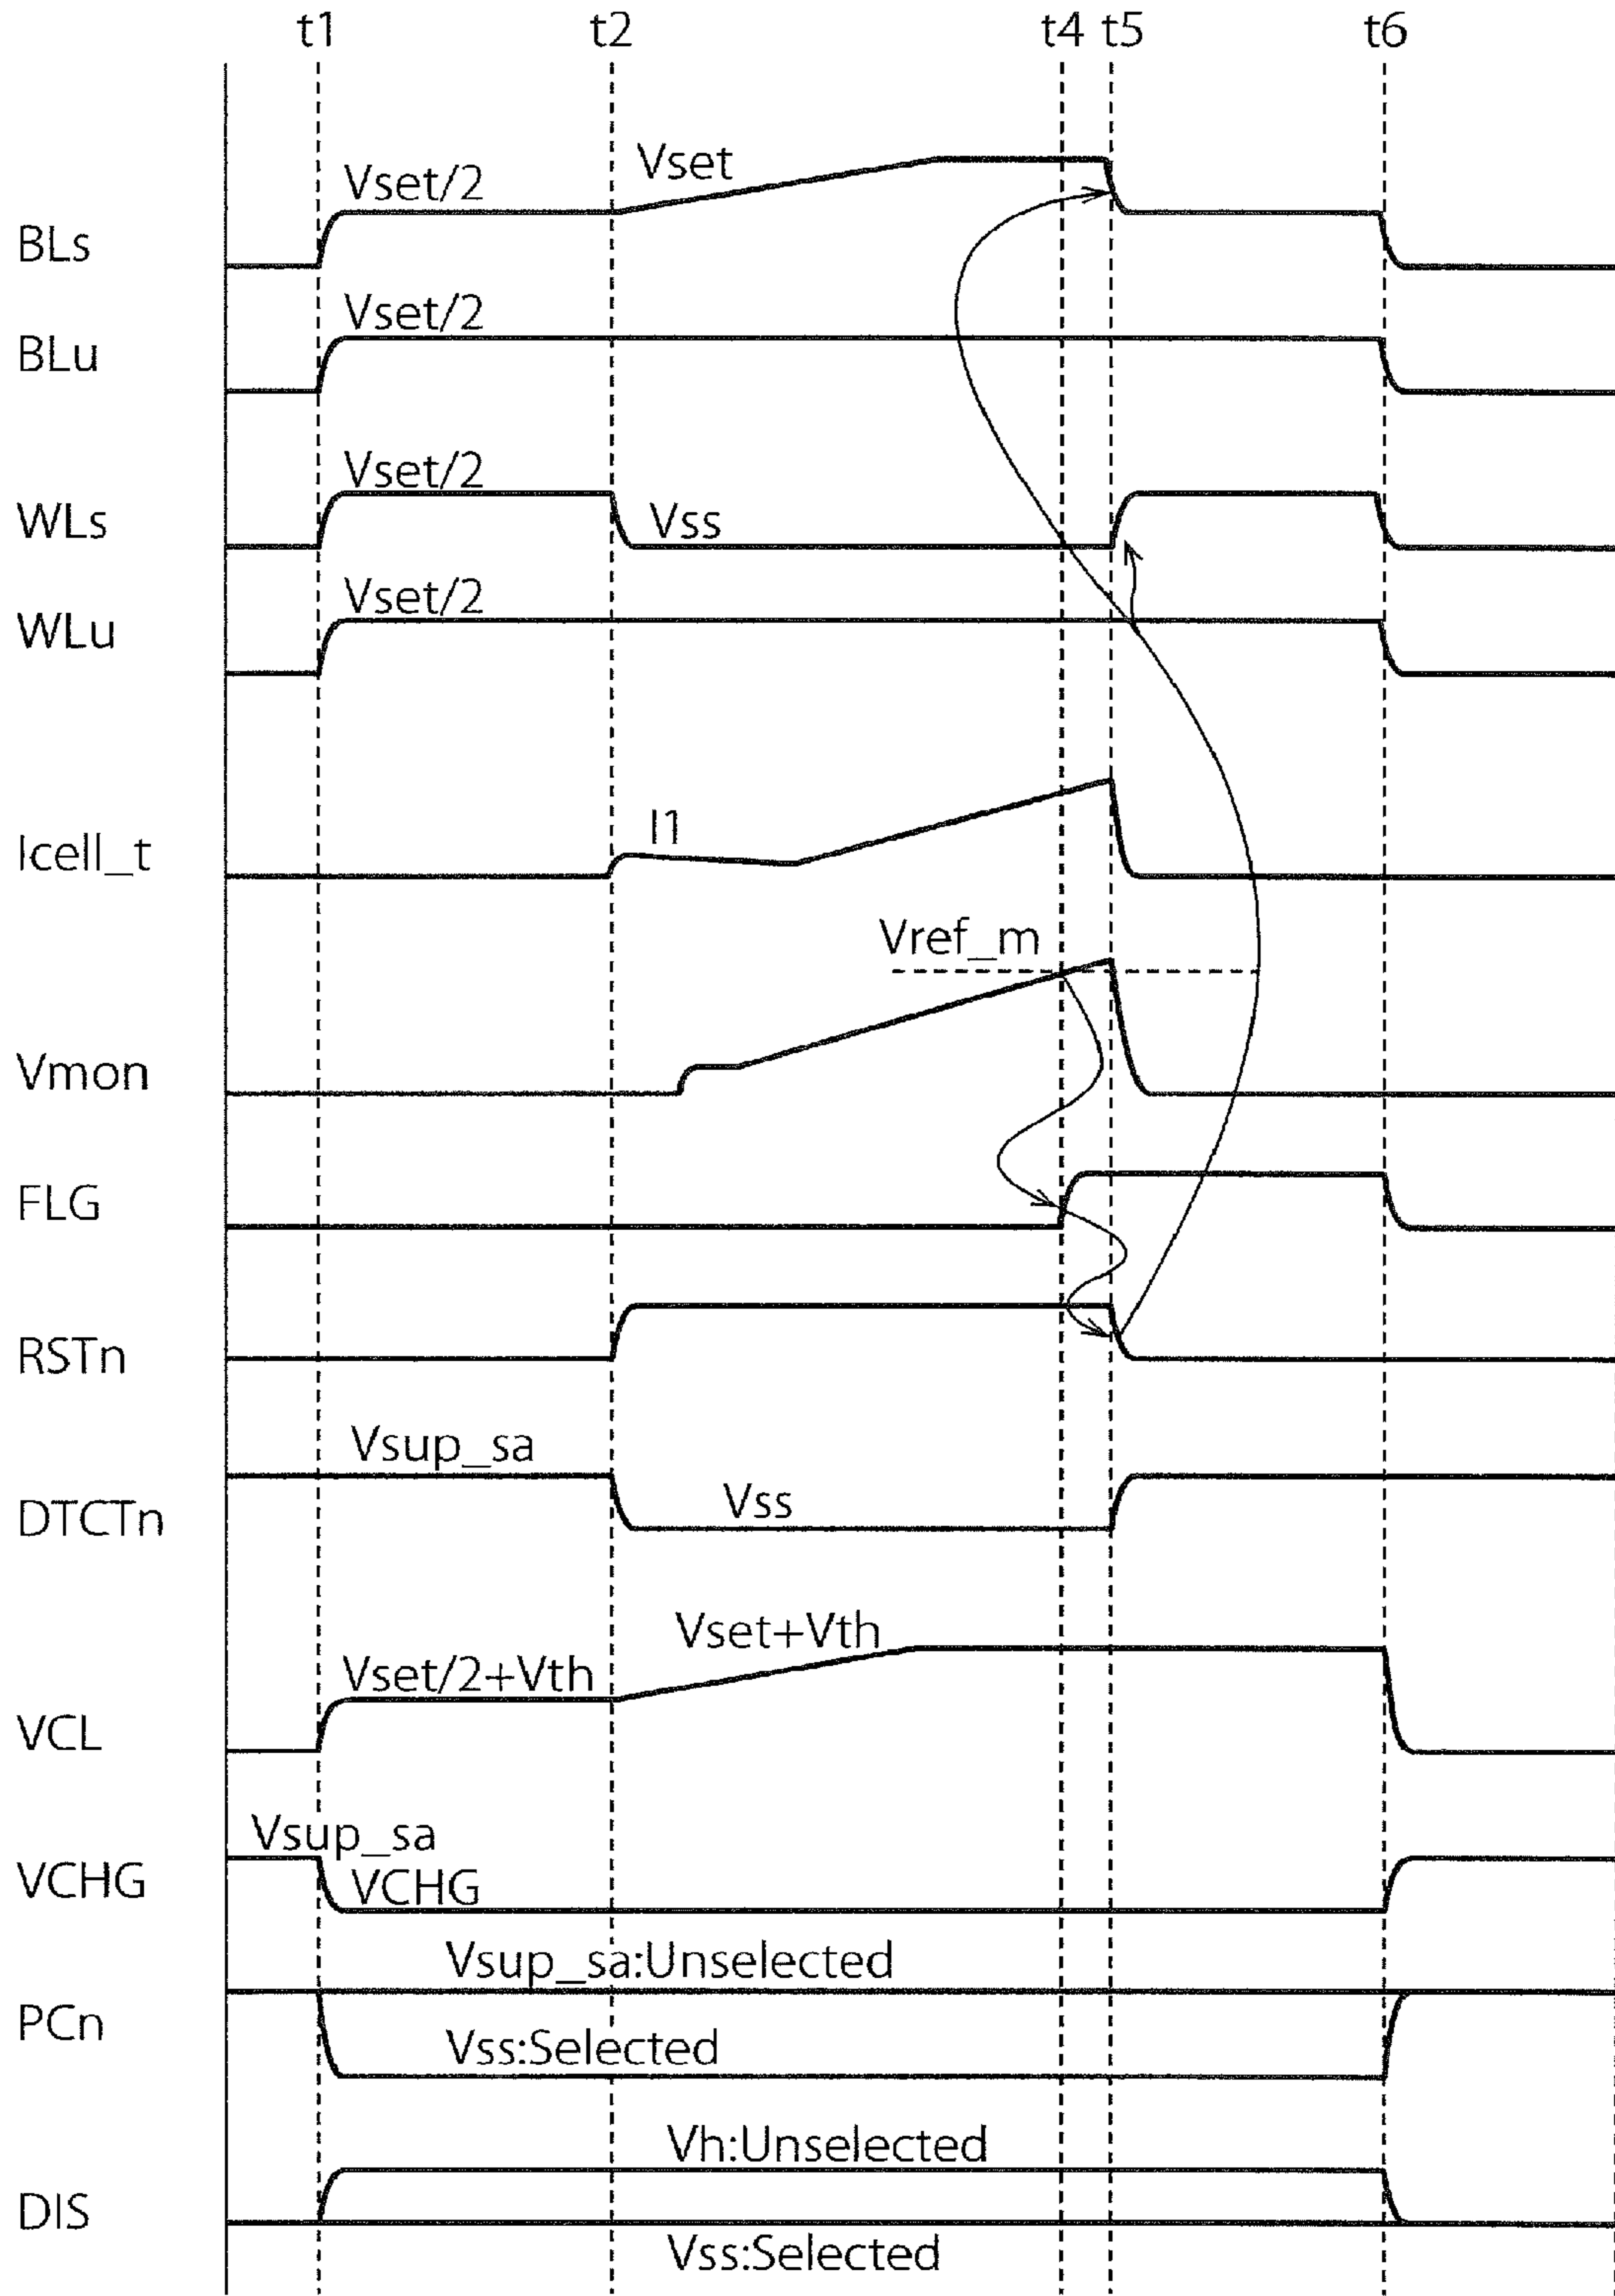 t1 t2 t4 t5 t6
Vset/2 Vset
BLs
Vset/2
BLu
Vset/2
WLs Vss
Vset/2
WLu
I1
Icell_t
Vref_m
Vmon
FLG
RSTn
Vsup_sa
DTCTn Vss
Vset+Vth
Vset/2+Vth
VCL
Vsup_sa
VCHG VCHG
Vsup_sa:Unselected
PCn
Vss:Selected
Vh:Unselected
DIS
Vss:Selected